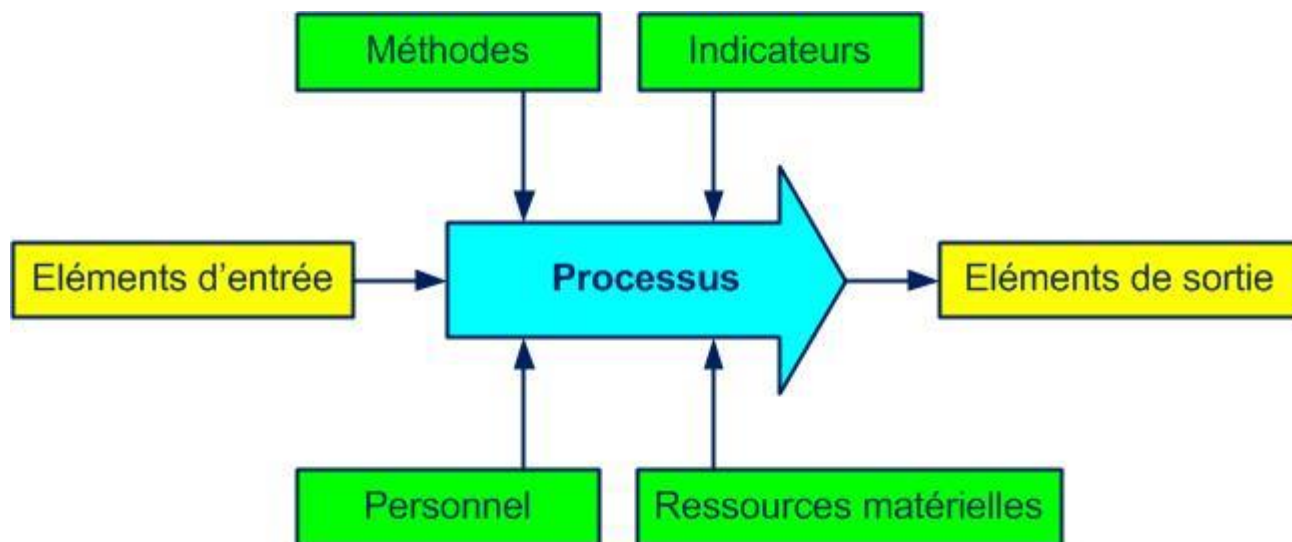 Méthodes
Indicateurs
Eléments d'entrée
Processus
Eléments de sortie
Personnel
Ressources matérielles